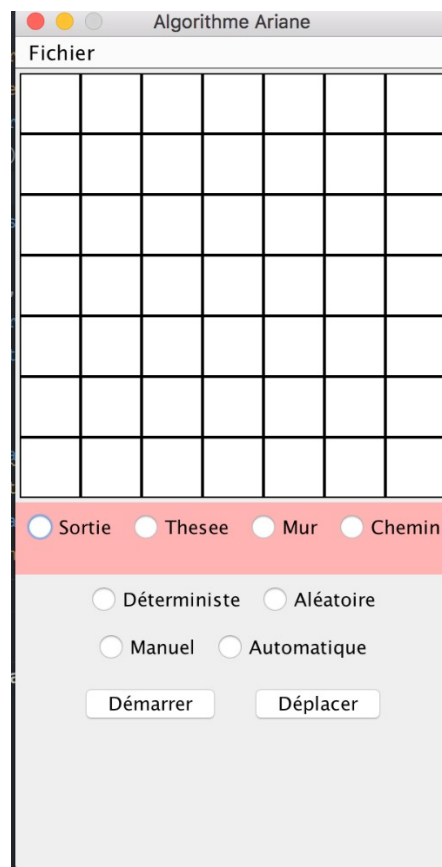 Algorithme Ariane
Fichier
Sortie Thesee Mur Chemin
Déterministe Aléatoire
Manuel Automatique
Démarrer Déplacer